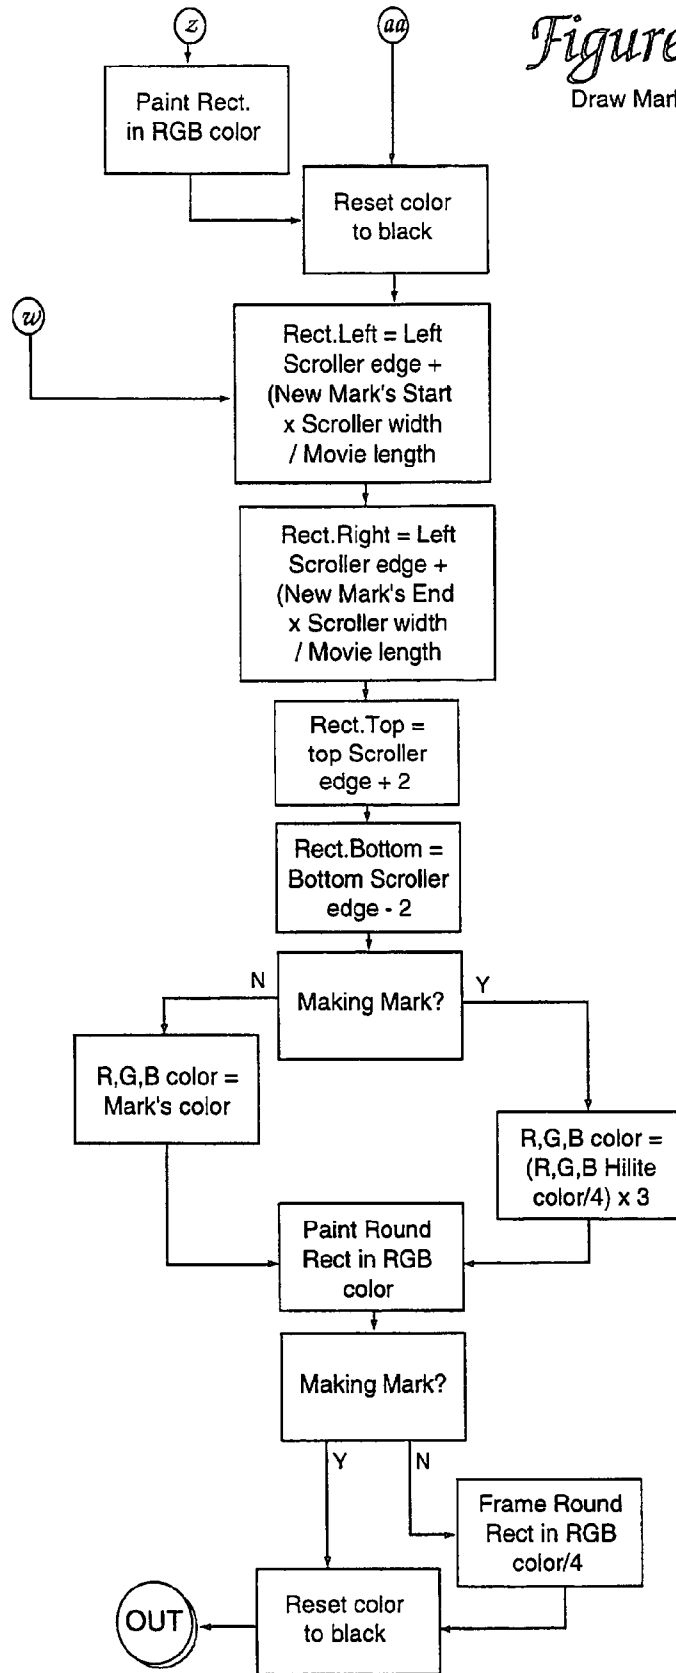 z
aa
Figure
Draw Mark
Paint Rect.
in RGB color
Reset color
to black
w
Rect.Left = Left
Scroller edge +
(New Mark's Start
x Scroller width
/ Movie length
Rect.Right = Left
Scroller edge +
(New Mark's End
x Scroller width
/ Movie length
Rect.Top =
top Scroller
edge + 2
Rect.Bottom =
Bottom Scroller
edge - 2
N
Making Mark?
Y
R,G,B color =
Mark's color
R,G,B color =
(R,G,B Hilite
color/4) x 3
Paint Round
Rect in RGB
color
Making Mark?
Y
N
Frame Round
Rect in RGB
color/4
OUT
Reset color
to black